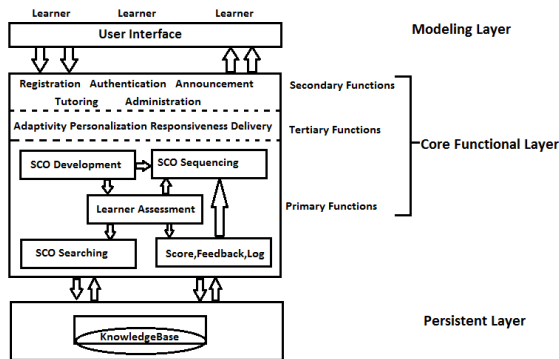 Learner Learner Learner
User Interface
Modeling Layer
Registration Authentication Announcement
Tutoring Administration
Secondary Functions
Adaptivity Personalization Responsiveness Delivery
Tertiary Functions
Core Functional Layer
SCO Development
SCO Sequencing
Learner Assessment
Primary Functions
SCO Searching
Score,Feedback,Log
Persistent Layer
KnowledgeBase